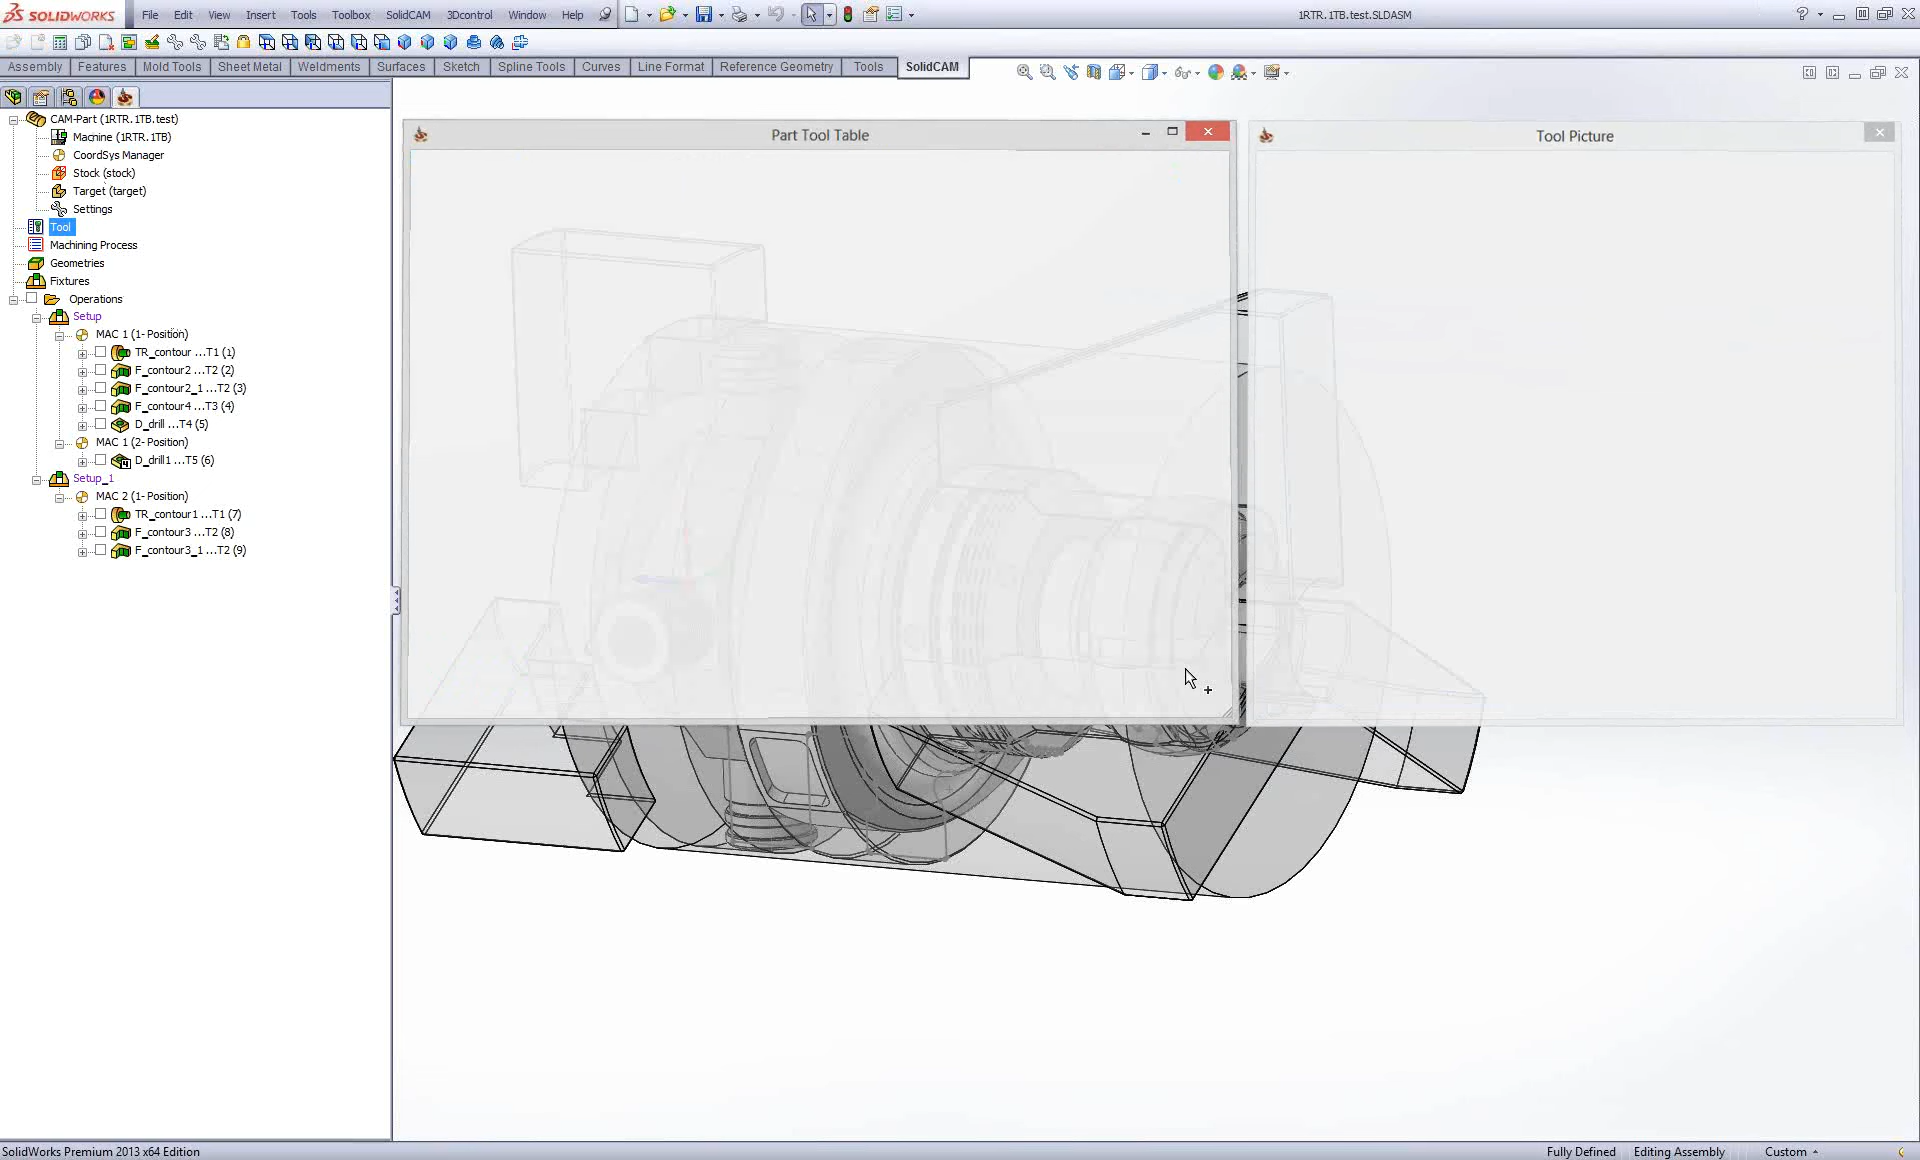 SOLIDWORKS File Edit View Insert Tools Toolbox SolidCAM 3Dcontrol Window Help 1RTR.1TB.test.SLDASM
Assembly Features Mold Tools Sheet Metal Weldments Surfaces Sketch Spline Tools Curves Line Format Reference Geometry Tools SolidCAM
CAM-Part (1RTR.1TB.test)
Machine (1RTR.1TB)
CoordSys Manager
Stock (stock)
Target (target)
Settings
Tool
Machining Process
Geometries
Fixtures
Operations
Setup
MAC 1 (1- Position)
TR_contour ...T1 (1)
F_contour2 ...T2 (2)
F_contour2_1 ...T2 (3)
F_contour4 ...T3 (4)
D_drill ...T4 (5)
MAC 1 (2- Position)
D_drill1 ...T5 (6)
Setup_1
MAC 2 (1- Position)
TR_contour1 ...T1 (7)
F_contour3 ...T2 (8)
F_contour3_1 ...T2 (9)
Part Tool Table
Tool Picture
SolidWorks Premium 2013 x64 Edition Fully Defined Editing Assembly Custom